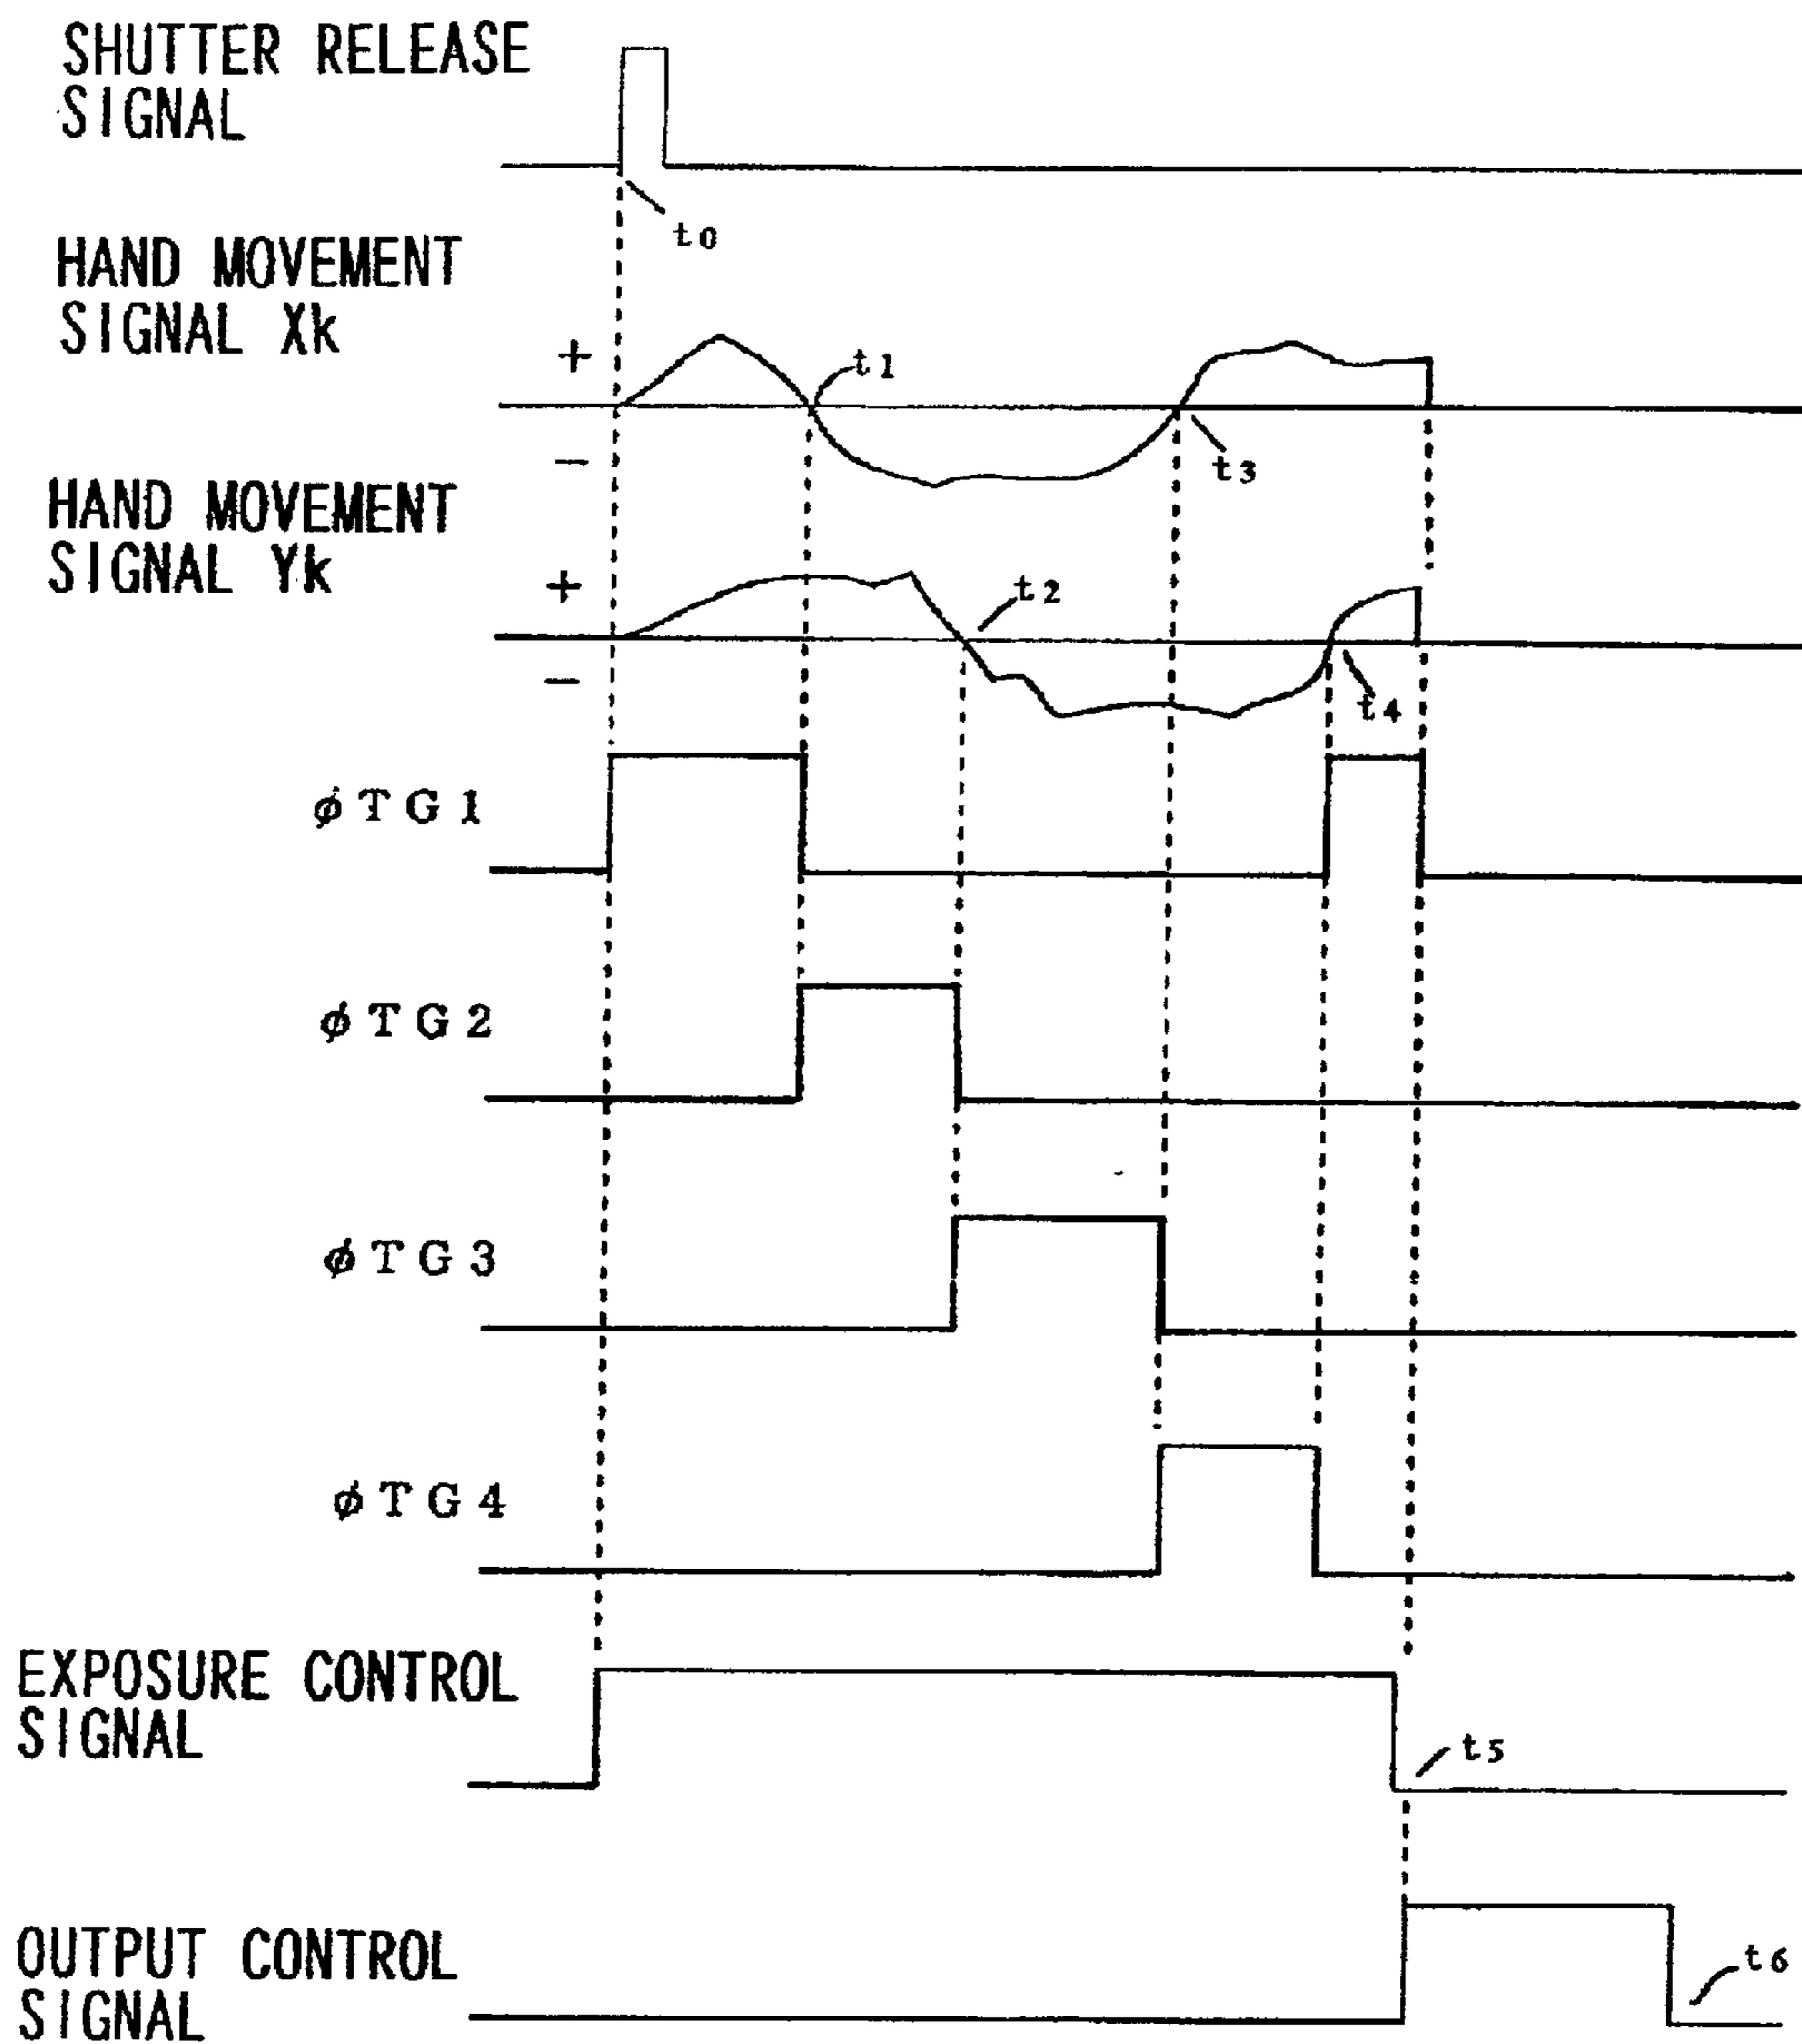 SHUTTER RELEASE
SIGNAL
t0
HAND MOVEMENT
SIGNAL Xk
+
t1
−
t3
HAND MOVEMENT
SIGNAL Yk
+
t2
−
t4
φTG1
φTG2
φTG3
φTG4
EXPOSURE CONTROL
SIGNAL
t5
OUTPUT CONTROL
SIGNAL
t6